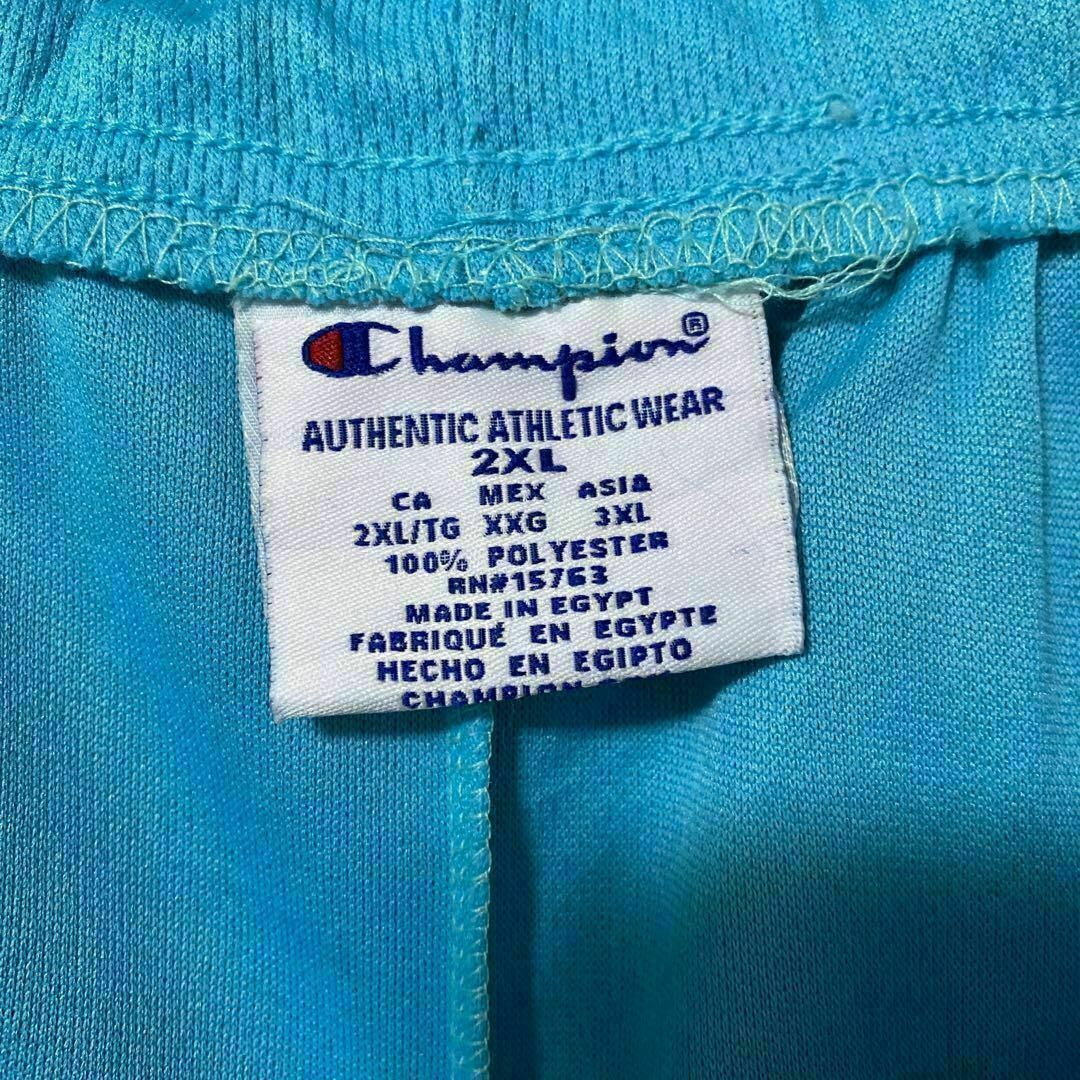 Champion®
AUTHENTIC ATHLETIC WEAR
2XL
CA MEX ASIA
2XL/TG XXG 3XL
100% POLYESTER
RN#15763
MADE IN EGYPT
FABRIQUÉ EN EGYPTE
HECHO EN EGIPTO
CHAMPION